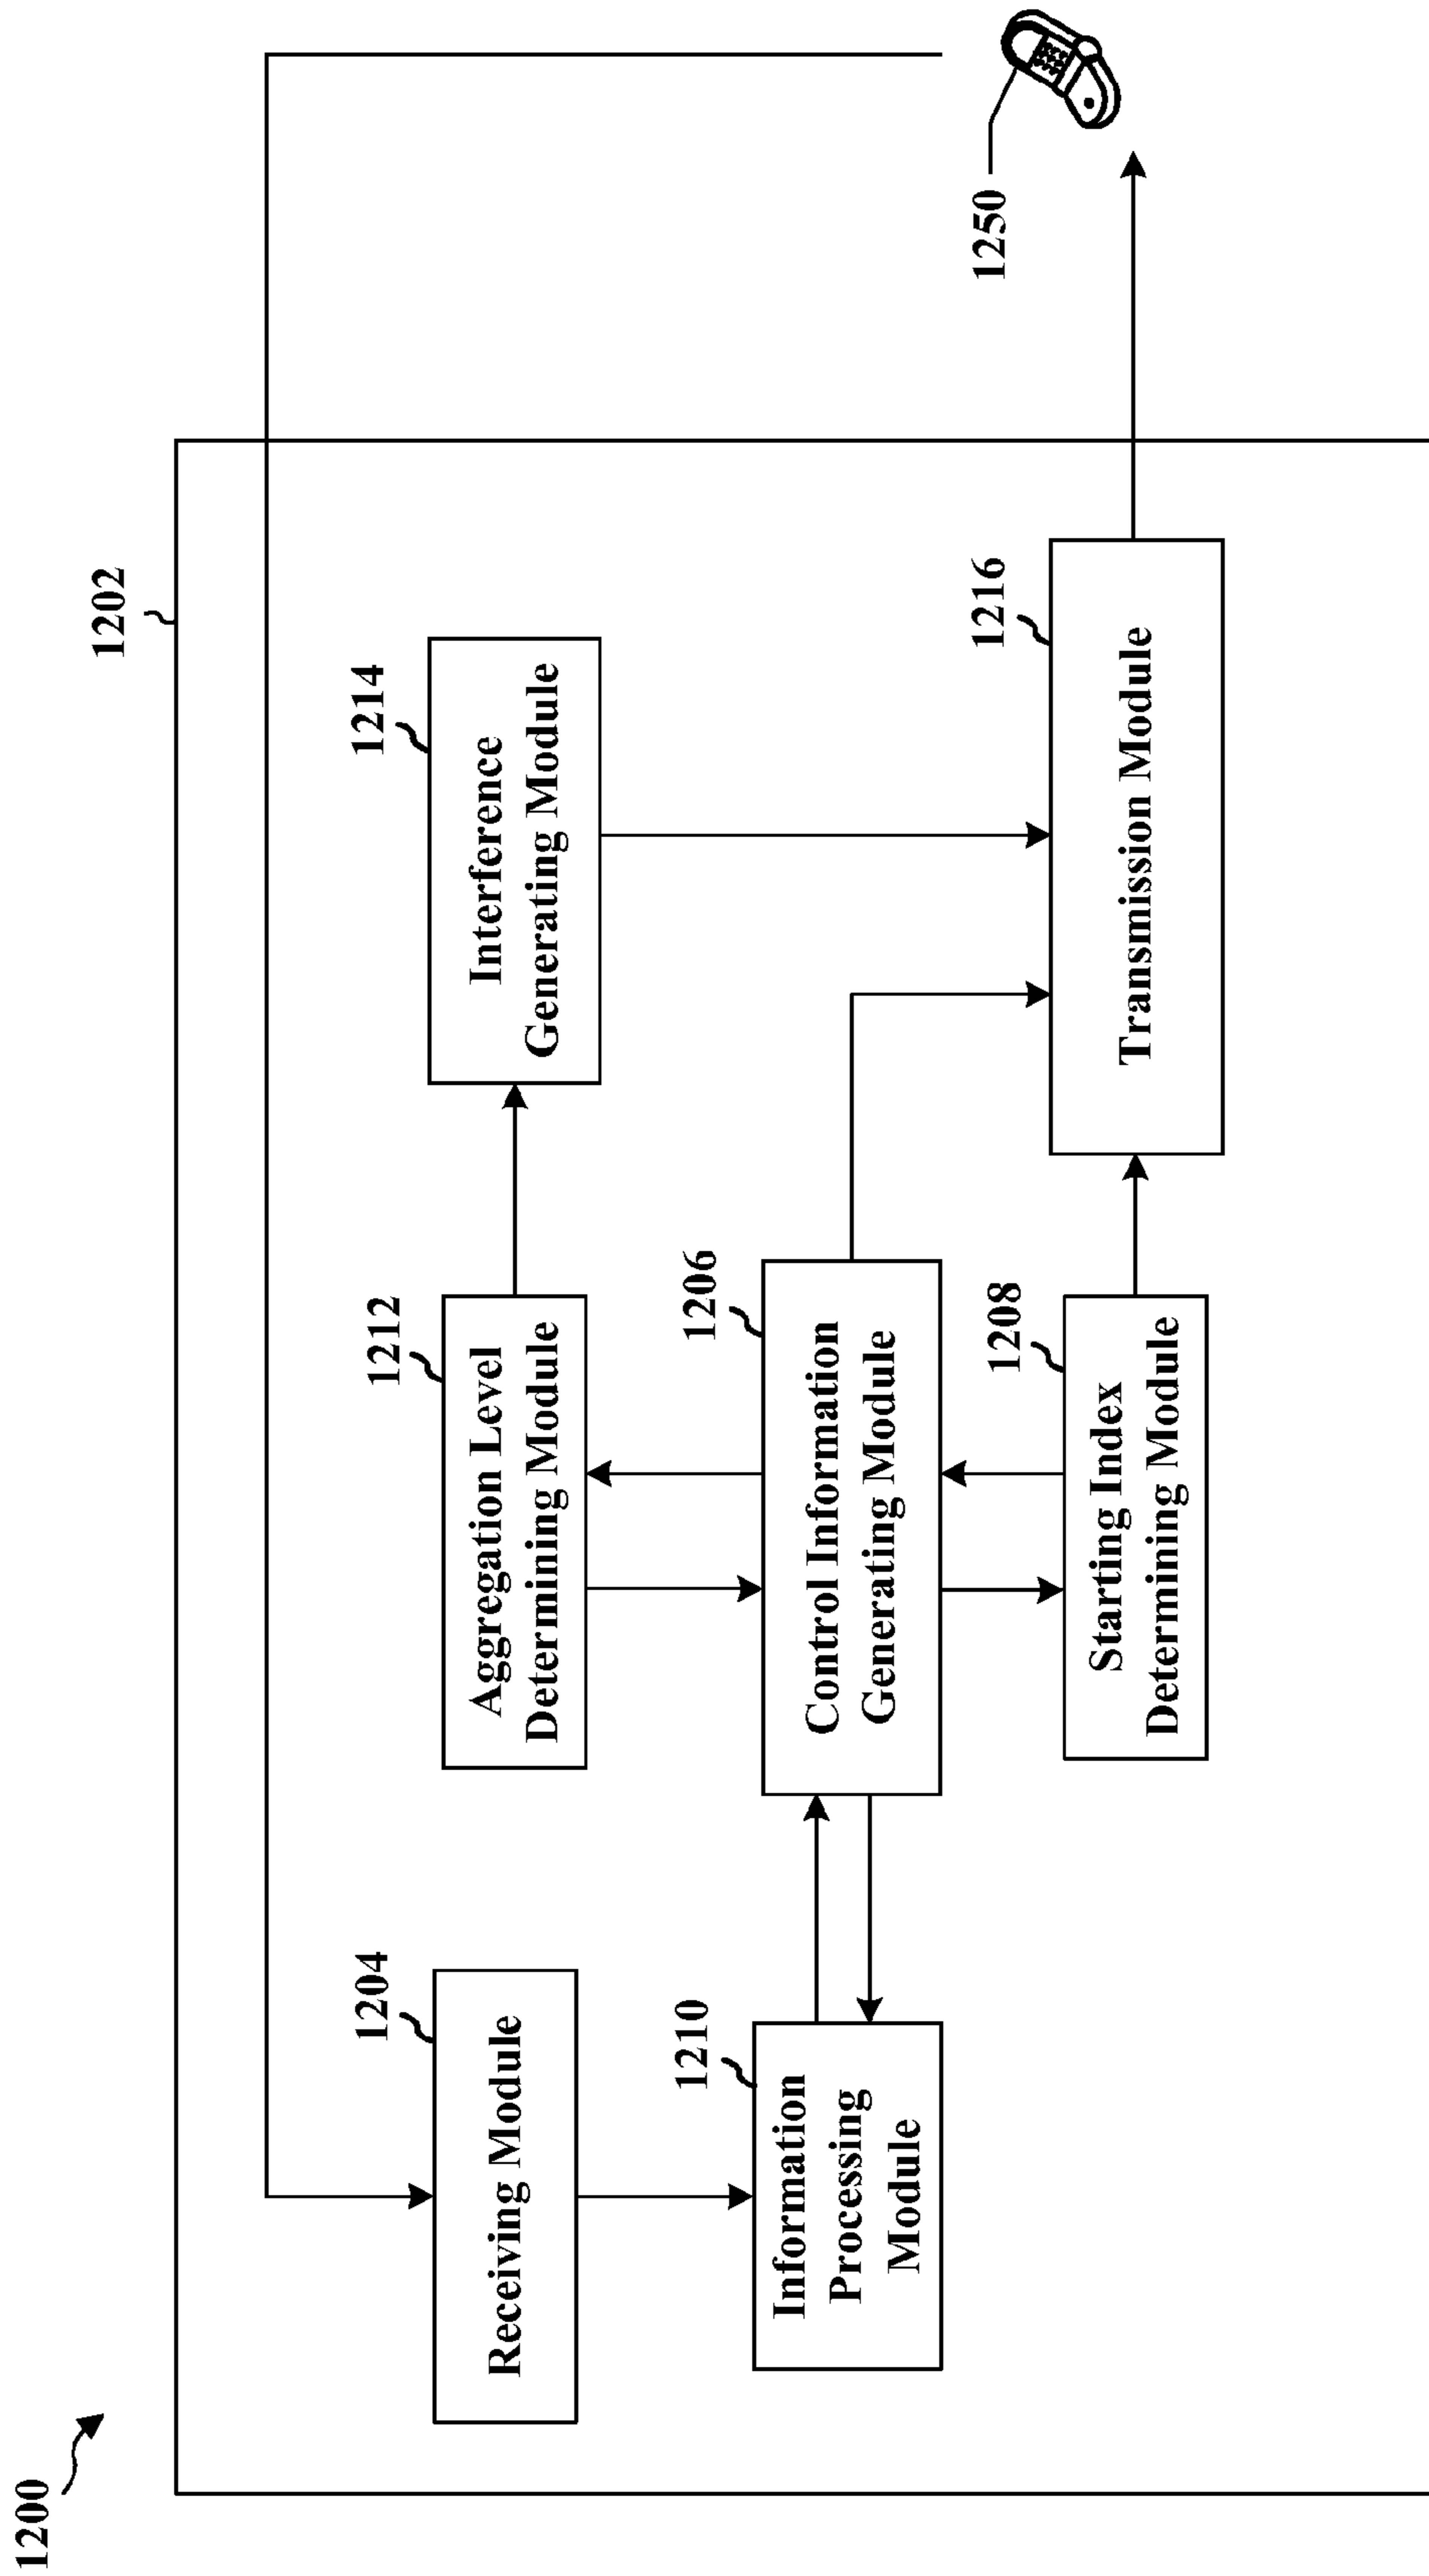 1200
1202
1204
Receiving Module
1212
Aggregation Level
Determining Module
1214
Interference
Generating Module
1210
Information
Processing
Module
1206
Control Information
Generating Module
1208
Starting Index
Determining Module
1216
Transmission Module
1250